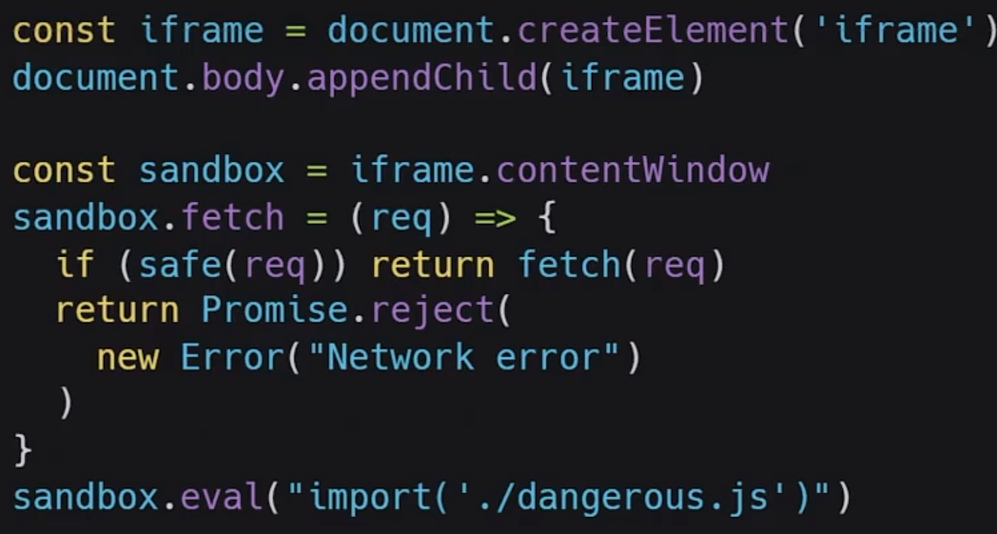 const iframe = document.createElement('iframe')
document.body.appendChild(iframe)

const sandbox = iframe.contentWindow
sandbox.fetch = (req) => {
  if (safe(req)) return fetch(req)
  return Promise.reject(
    new Error("Network error")
  )
}
sandbox.eval("import('./dangerous.js')")